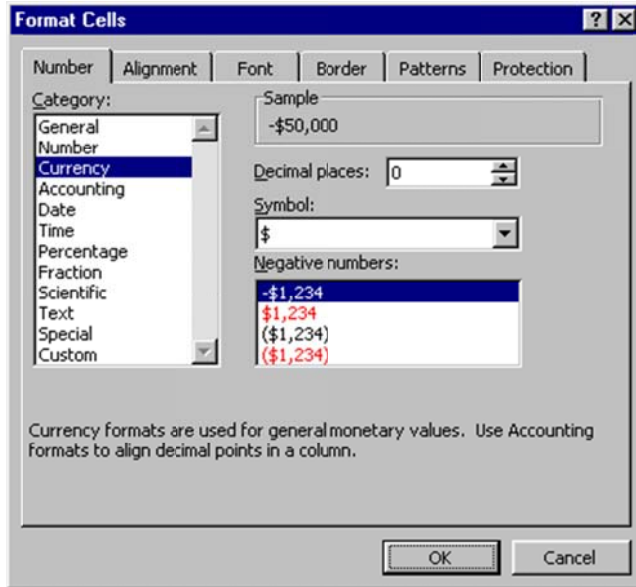 Format Cells
?
Number Alignment Font Border Patterns Protection
Category:
General
Number
Currency
Accounting
Date
Time
Percentage
Fraction
Scientific
Text
Special
Custom
Sample
-$50,000
Decimal places: 0
Symbol:
$
Negative numbers:
-$1,234
$1,234
($1,234)
($1,234)
Currency formats are used for general monetary values. Use Accounting
formats to align decimal points in a column.
OK Cancel